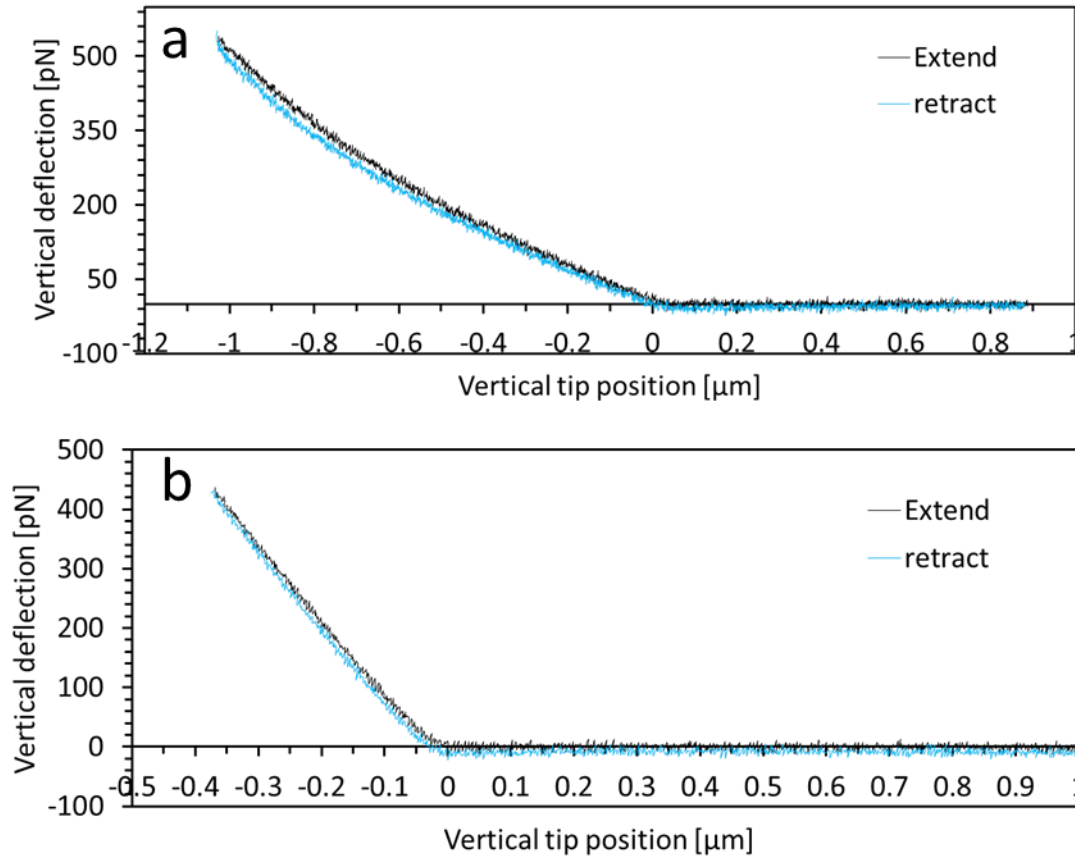 a
Extend
retract
500
350
200
50
-100
-1.2 -1 -0.8 -0.6 -0.4 -0.2 0 0.2 0.4 0.6 0.8 1
Vertical deflection [pN]
Vertical tip position [µm]
b
Extend
retract
500
400
300
200
100
0
-100
-0.5 -0.4 -0.3 -0.2 -0.1 0 0.1 0.2 0.3 0.4 0.5 0.6 0.7 0.8 0.9 1
Vertical deflection [pN]
Vertical tip position [µm]